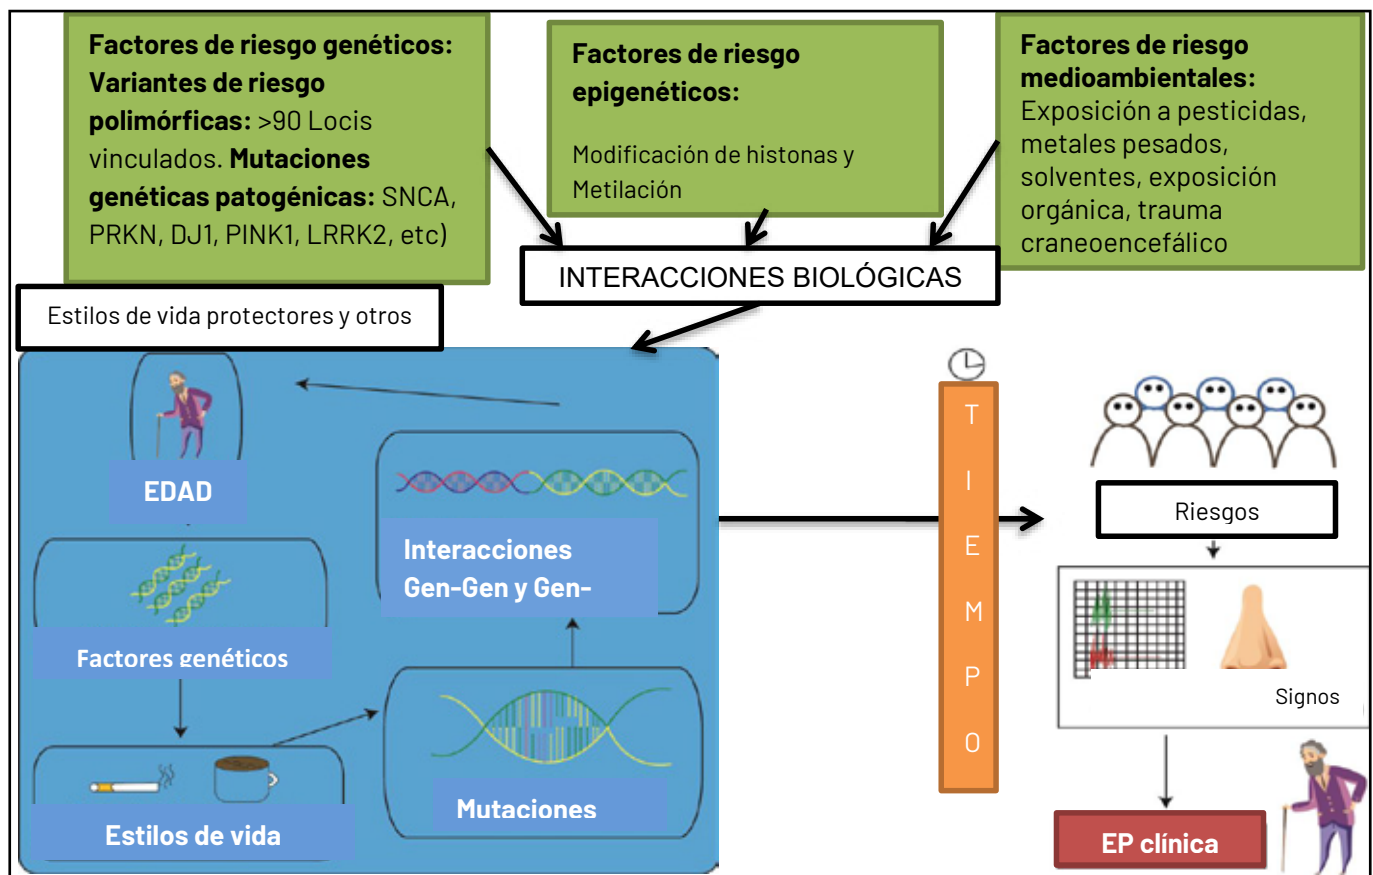 Factores de riesgo genéticos:
Variantes de riesgo
polimórficas: >90 Locis
vinculados. Mutaciones
genéticas patogénicas: SNCA,
PRKN, DJ1, PINK1, LRRK2, etc)
Factores de riesgo
epigenéticos:
Modificación de histonas y
Metilación
Factores de riesgo
medioambientales:
Exposición a pesticidas,
metales pesados,
solventes, exposición
orgánica, trauma
craneoencefálico
INTERACCIONES BIOLÓGICAS
Estilos de vida protectores y otros
EDAD
Factores genéticos
Estilos de vida
Mutaciones
Interacciones
Gen-Gen y Gen-
T
I
E
M
P
O
Riesgos
Signos
EP clínica